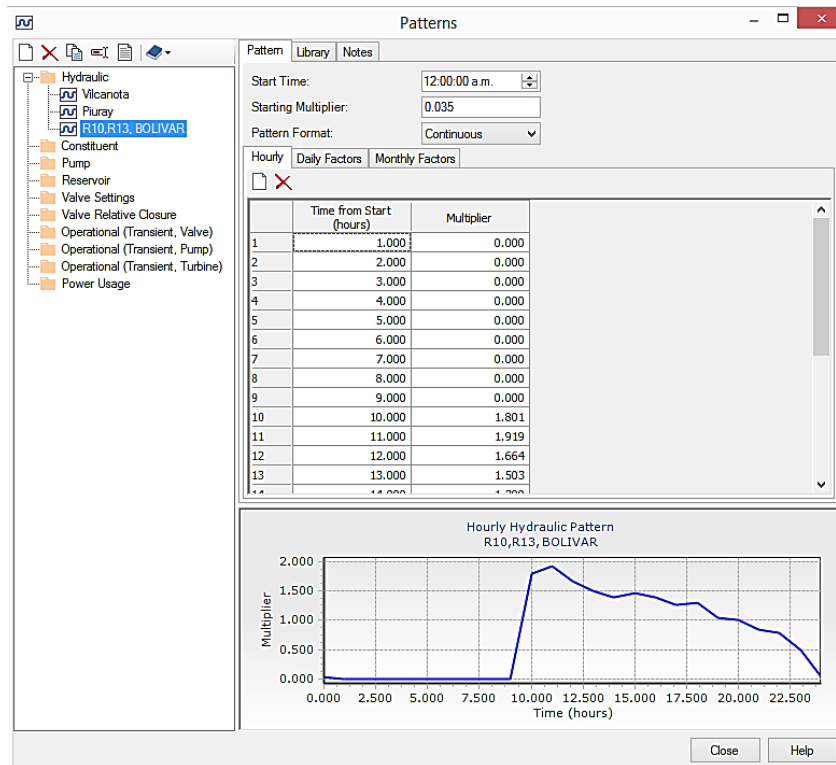 Patterns
Hydraulic
Vilcanota
Piuray
R10,R13, BOLIVAR
Constituent
Pump
Reservoir
Valve Settings
Valve Relative Closure
Operational (Transient, Valve)
Operational (Transient, Pump)
Operational (Transient, Turbine)
Power Usage
Pattern Library Notes
Start Time: 12:00:00 a.m.
Starting Multiplier: 0.035
Pattern Format: Continuous
Hourly Daily Factors Monthly Factors
Time from Start
(hours) Multiplier
1 1.000 0.000
2 2.000 0.000
3 3.000 0.000
4 4.000 0.000
5 5.000 0.000
6 6.000 0.000
7 7.000 0.000
8 8.000 0.000
9 9.000 0.000
10 10.000 1.801
11 11.000 1.919
12 12.000 1.664
13 13.000 1.503
14 14.000
Hourly Hydraulic Pattern
R10,R13, BOLIVAR
Multiplier
2.000
1.500
1.000
0.500
0.000
0.000 2.500 5.000 7.500 10.000 12.500 15.000 17.500 20.000 22.500
Time (hours)
Close Help